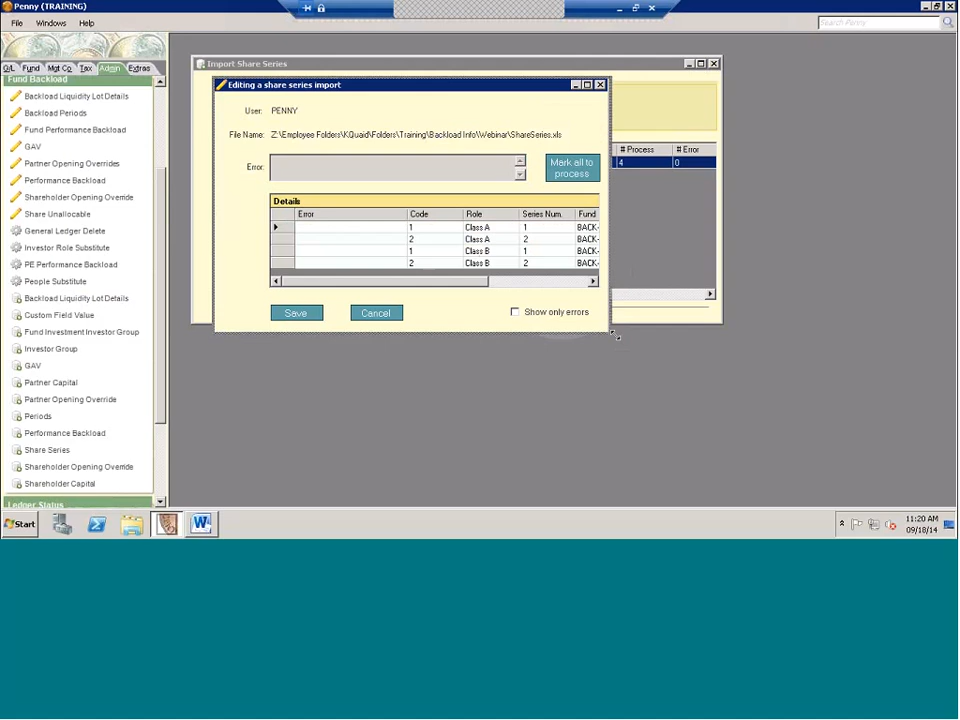 Penny (TRAINING)
File Windows Help
Search Penny
G/L Fund Mgt Co. Tax Admin Extras
Fund Backload
Backload Liquidity Lot Details
Backload Periods
Fund Performance Backload
GAV
Partner Opening Overrides
Performance Backload
Shareholder Opening Override
Share Unallocable
General Ledger Delete
Investor Role Substitute
PE Performance Backload
People Substitute
Backload Liquidity Lot Details
Custom Field Value
Fund Investment Investor Group
Investor Group
GAV
Partner Capital
Partner Opening Override
Periods
Performance Backload
Share Series
Shareholder Opening Override
Shareholder Capital
Ledger Status
Import Share Series
# Process # Error
4 0
Editing a share series import
User: PENNY
File Name: Z:\Employee Folders\KQuaid\Folders\Training\Backload Info\Webinar\ShareSeries.xls
Error:
Mark all to
process
Details
Error Code Role Series Num. Fund
1 Class A 1 BACK-
2 Class A 2 BACK-
1 Class B 1 BACK-
2 Class B 2 BACK-
Save Cancel Show only errors
Start
11:20 AM
09/18/14